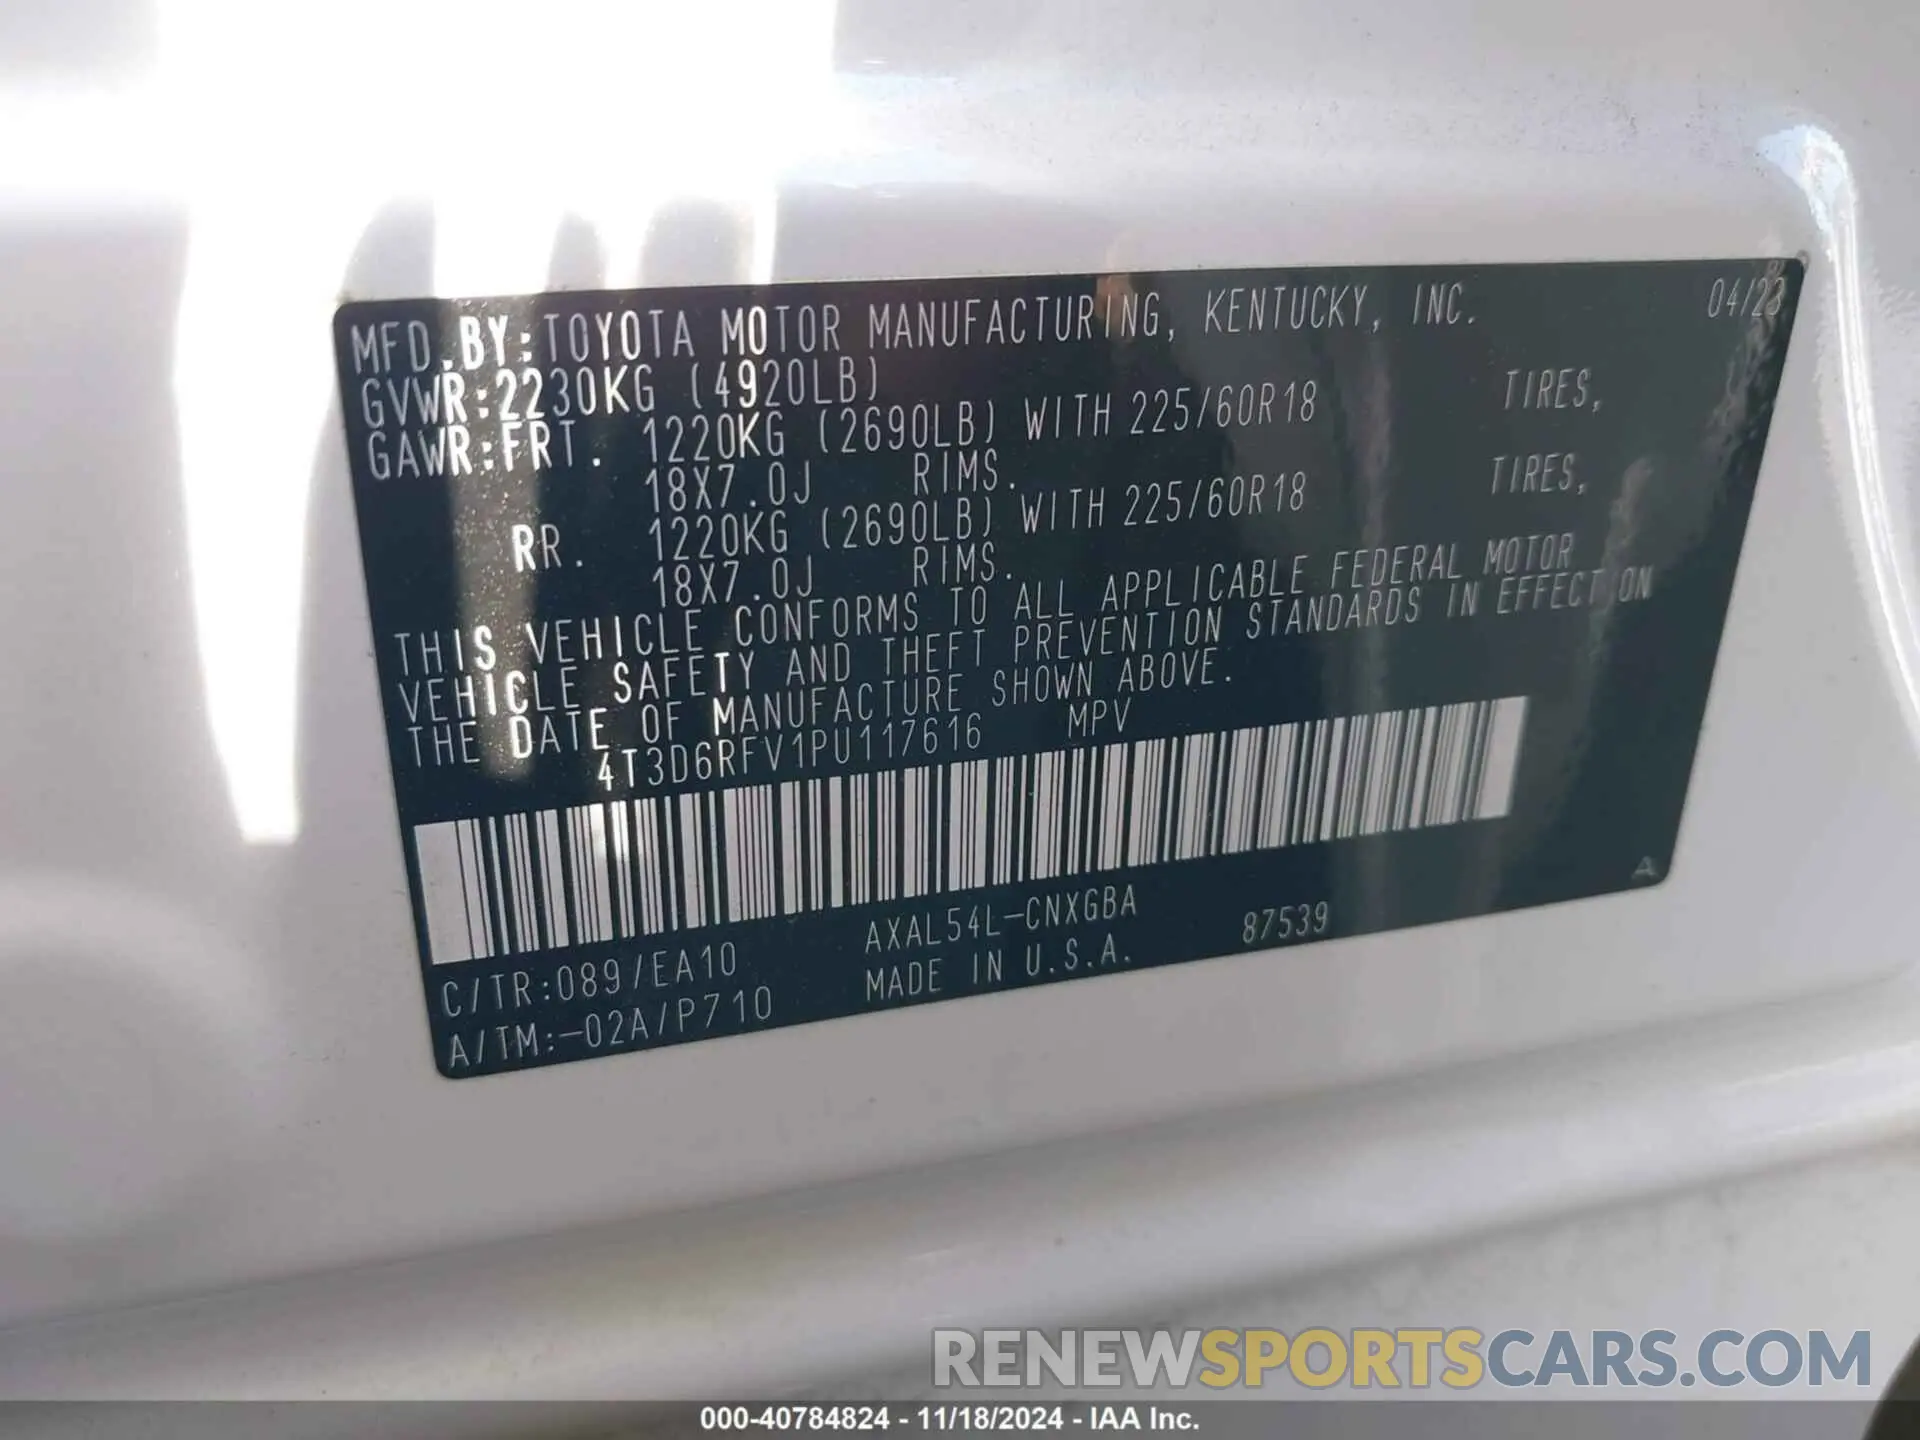 MFD.BY:TOYOTA MOTOR MANUFACTURING, KENTUCKY, INC. 04/23
GVWR:2230KG (4920LB)
GAWR:FRT. 1220KG (2690LB) WITH 225/60R18 TIRES,
18X7.0J RIMS.
RR. 1220KG (2690LB) WITH 225/60R18 TIRES,
18X7.0J RIMS.
THIS VEHICLE CONFORMS TO ALL APPLICABLE FEDERAL MOTOR
VEHICLE SAFETY AND THEFT PREVENTION STANDARDS IN EFFECT ON
THE DATE OF MANUFACTURE SHOWN ABOVE.
4T3D6RFV1PU117616 MPV
A
C/TR:089/EA10 AXAL54L-CNXGBA 87539
A/TM:-02A/P710 MADE IN U.S.A.
RENEWSPORTSCARS.COM
000-40784824 - 11/18/2024 - IAA Inc.